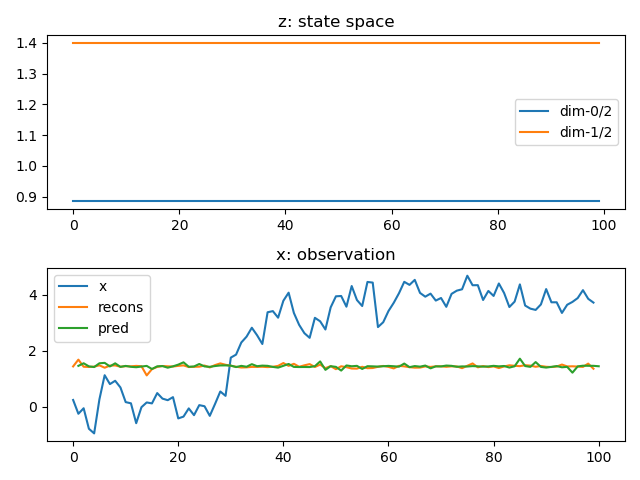 z: state space
1.4
1.3
1.2
1.1
1.0
0.9
dim-0/2
dim-1/2
0 20 40 60 80 100
x: observation
4
2
0
x
recons
pred
0 20 40 60 80 100